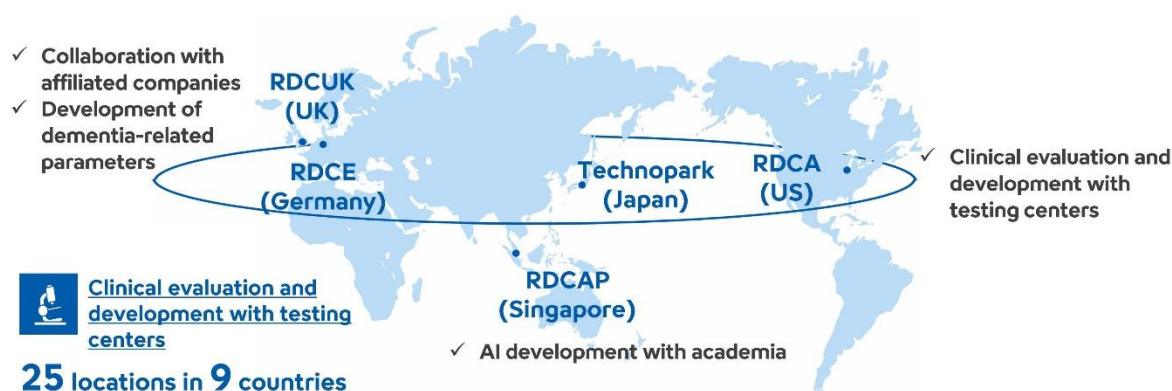 ✓ Collaboration with
affiliated companies
✓ Development of
dementia-related
parameters
RDCUK
(UK)
RDCE
(Germany)
Technopark
(Japan)
RDCA
(US)
✓ Clinical evaluation and
development with
testing centers
RDCAP
(Singapore)
✓ AI development with academia
Clinical evaluation and
development with testing
centers
25 locations in 9 countries